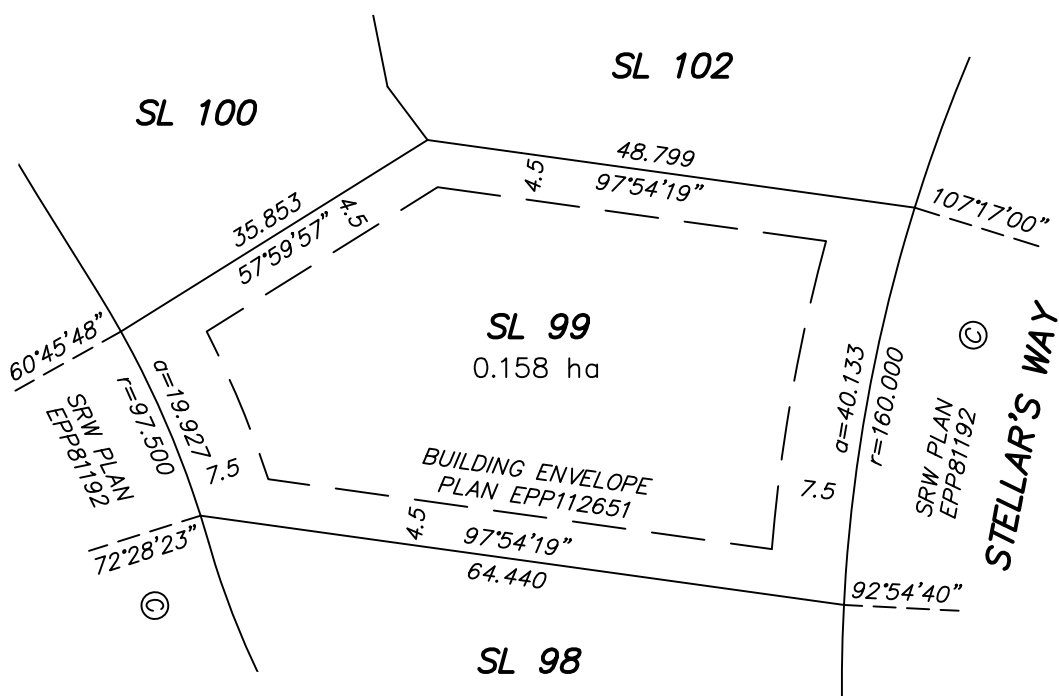 SL 102
SL 100
48.799
97°54'19"
4.5
35.853
57°59'57"
4.5
107°17'00"
SL 99
0.158 ha
60°45'48"
a=19.927
r=97.500
SRW PLAN
EPP81192
7.5
a=40.133
r=160.000
©
STELLAR'S WAY
SRW PLAN
EPP81192
BUILDING ENVELOPE
PLAN EPP112651
7.5
4.5
97°54'19"
64.440
72°28'23"
©
92°54'40"
SL 98